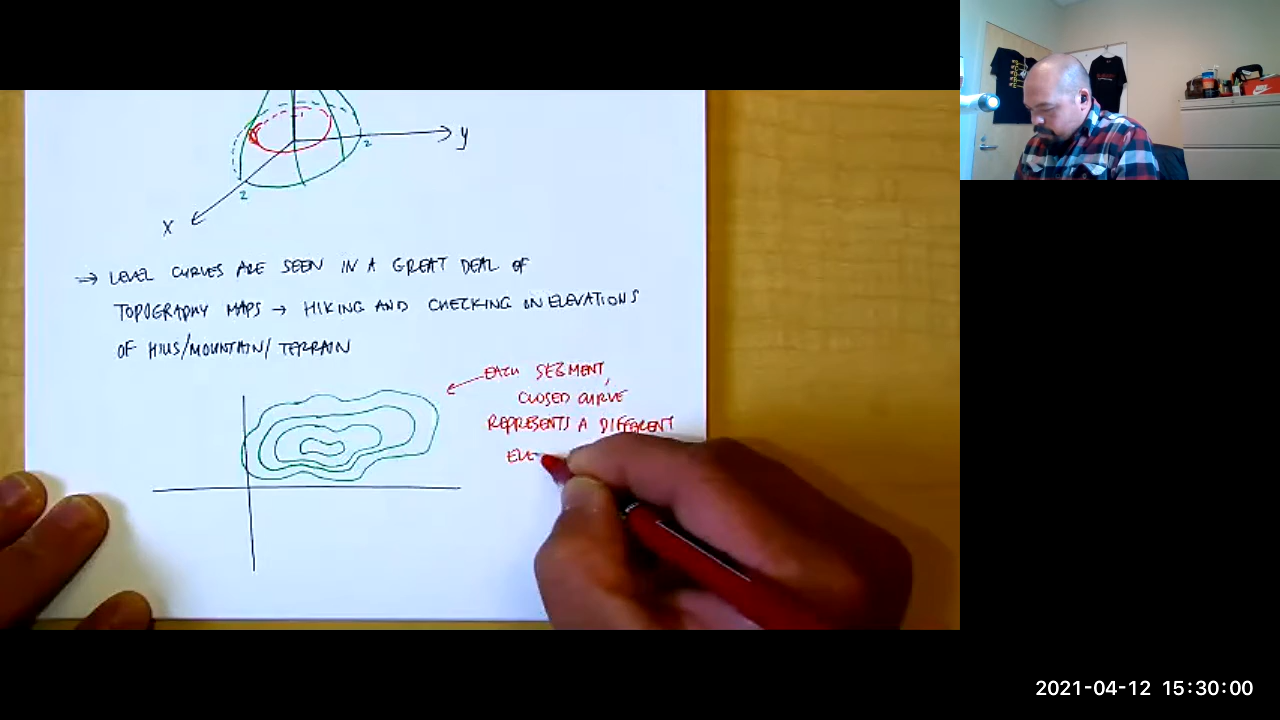 y
2
2
X
→ LEVEL CURVES ARE SEEN IN A GREAT DEAL OF
TOPOGRAPHY MAPS → HIKING AND CHECKING ON ELEVATIONS
OF HILLS/MOUNTAIN/TERRAIN
EACH SEGMENT,
CLOSED CURVE
REPRESENTS A DIFFERENT
ELE
2021-04-12 15:30:00